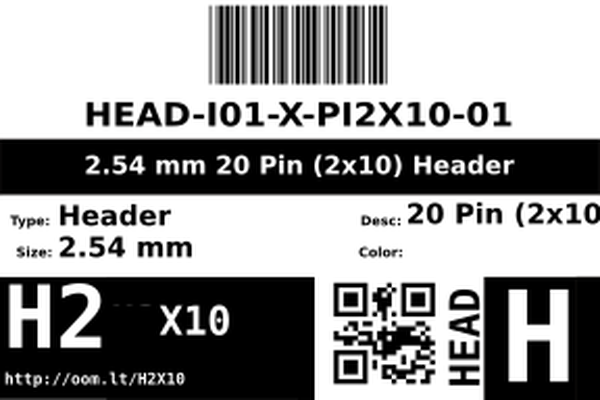 HEAD-I01-X-PI2X10-01
2.54 mm 20 Pin (2x10) Header
Type: Header
Desc: 20 Pin (2x10
Size: 2.54 mm
Color:
H2 X10
http://oom.lt/H2X10
HEAD
H